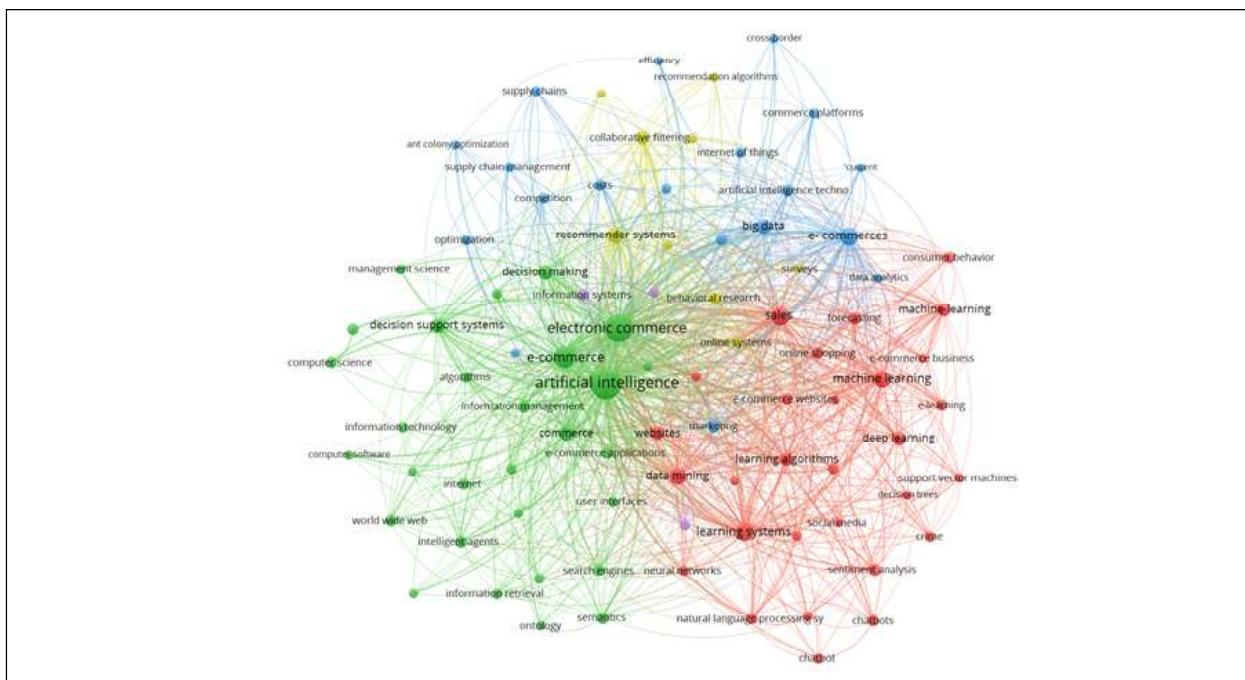 cross-border
efficiency
recommendation algorithms
supply chains
commerce platforms
collaborative filtering
ant colony optimization
internet of things
supply chain management
current
costs
artificial intelligence techno
competition
big data
recommender systems
e- commerces
optimization
consumer behavior
management science
decision making
surveys
data analytics
information systems
behavioral research
machine-learning
sales
forecasting
decision support systems
electronic commerce
online systems
online shopping
e-commerce
e-commerce business
computer science
algorithms
artificial intelligence
machine learning
e-commerce websites
e-learning
information management
information technology
marketing
commerce
websites
deep learning
computer software
e-commerce applications
learning algorithms
data mining
support vector machines
internet
decision trees
user interfaces
world wide web
social media
learning systems
crime
intelligent agents
search engines
neural networks
sentiment analysis
information retrieval
semantics
natural language processing sy
chatbots
ontology
chatbot